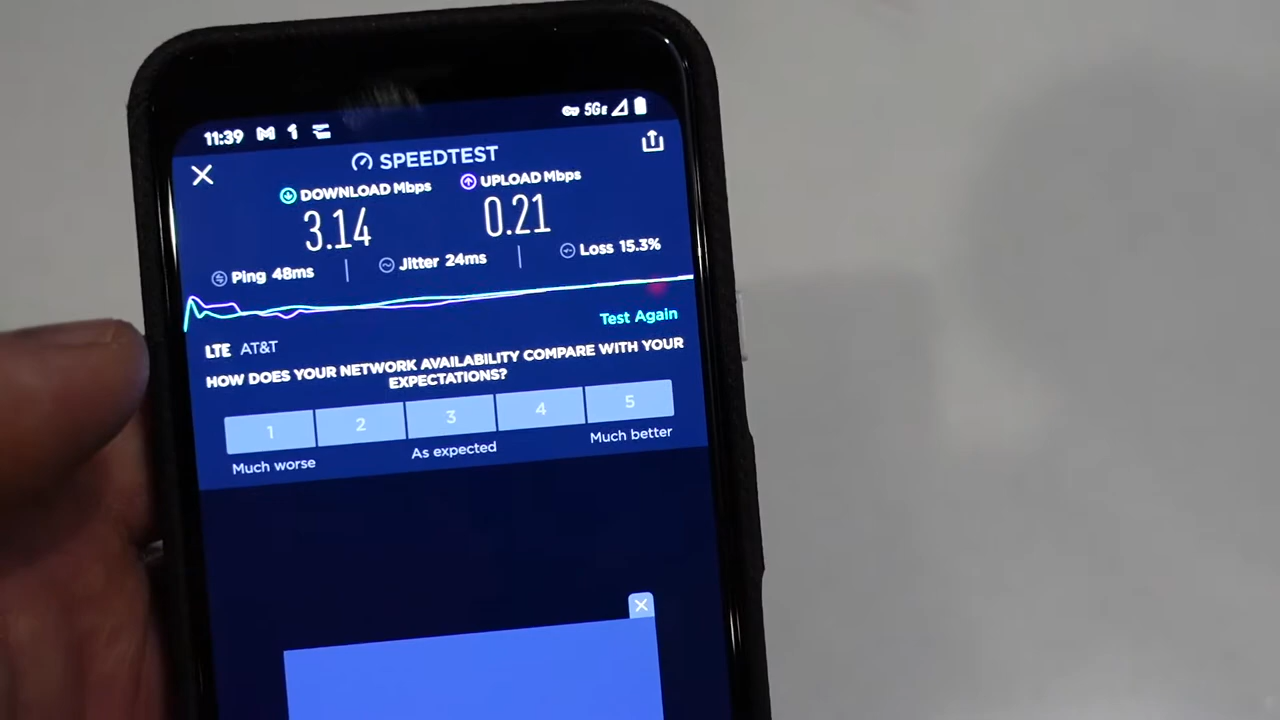 11:39 5GE
SPEEDTEST
DOWNLOAD Mbps UPLOAD Mbps
3.14 0.21
Ping 48ms Jitter 24ms Loss 15.3%
Test Again
LTE AT&T
HOW DOES YOUR NETWORK AVAILABILITY COMPARE WITH YOUR
EXPECTATIONS?
1 2 3 4 5
Much worse As expected Much better